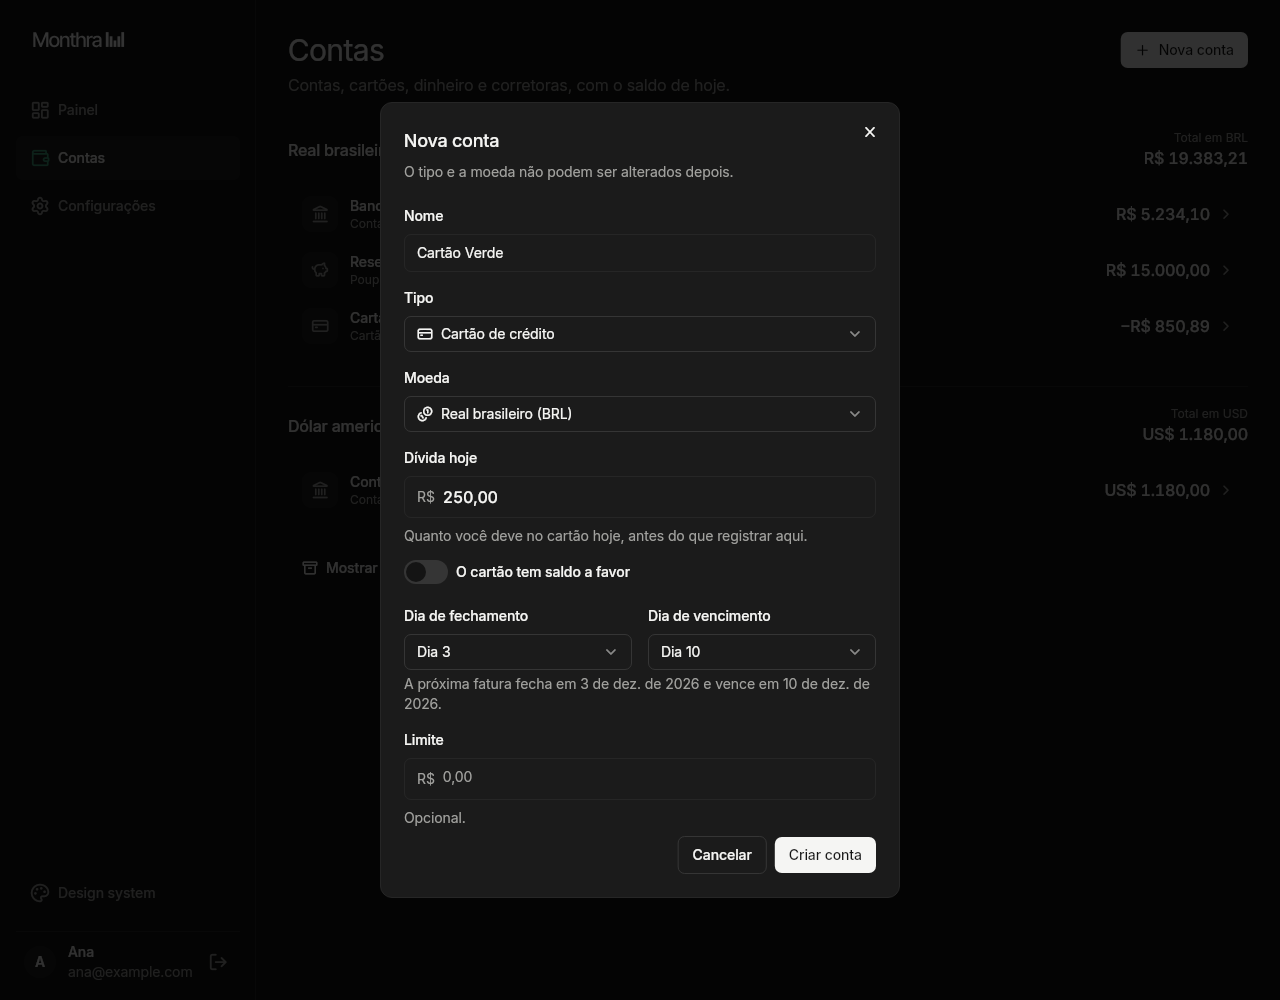 Monthra
Painel
Contas
Configurações
Design system
A
Ana
ana@example.com
Contas
Contas, cartões, dinheiro e corretoras, com o saldo de hoje.
Nova conta
Total em BRL
R$ 19.383,21
R$ 5.234,10
R$ 15.000,00
−R$ 850,89
Total em USD
US$ 1.180,00
US$ 1.180,00
Mostrar
Nova conta
O tipo e a moeda não podem ser alterados depois.
Nome
Cartão Verde
Tipo
Cartão de crédito
Moeda
Real brasileiro (BRL)
Dívida hoje
R$ 250,00
Quanto você deve no cartão hoje, antes do que registrar aqui.
O cartão tem saldo a favor
Dia de fechamento
Dia de vencimento
Dia 3
Dia 10
A próxima fatura fecha em 3 de dez. de 2026 e vence em 10 de dez. de
2026.
Limite
R$ 0,00
Opcional.
Cancelar
Criar conta